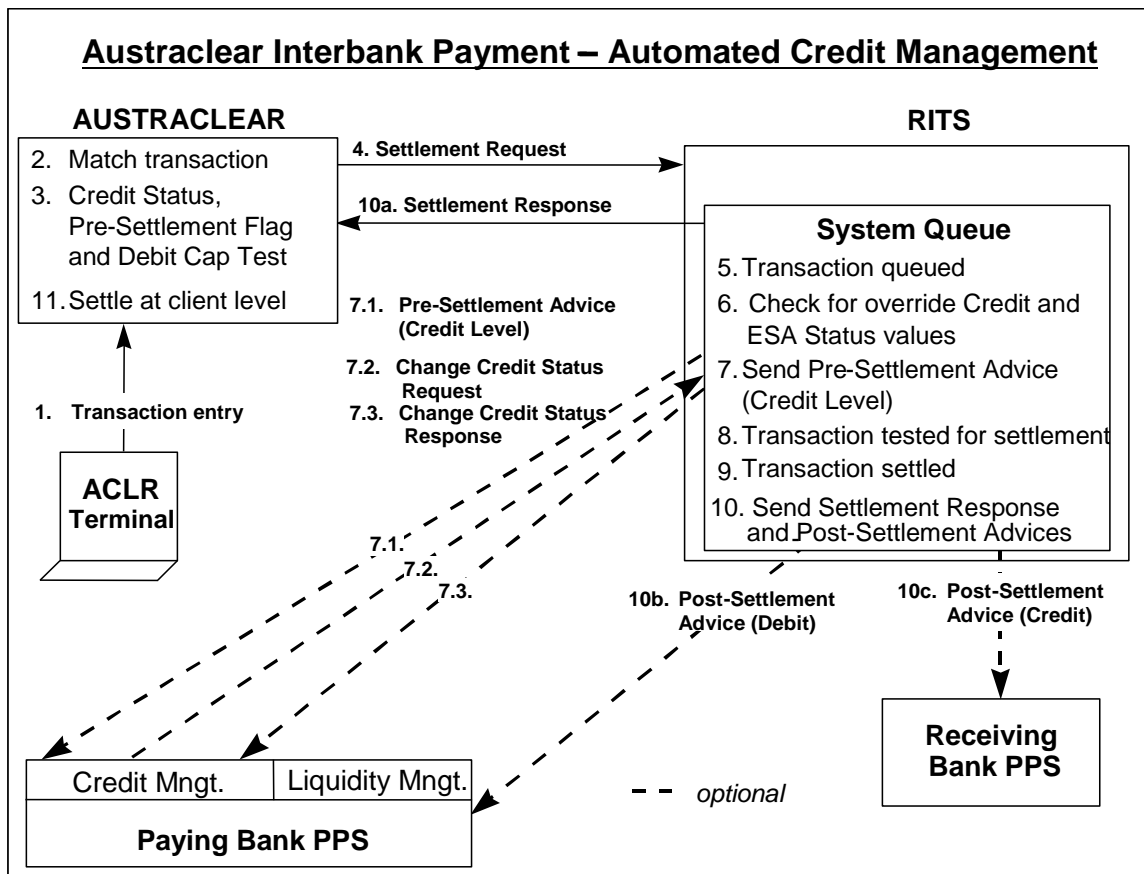 Austraclear Interbank Payment – Automated Credit Management
AUSTRACLEAR
2. Match transaction
3. Credit Status,
Pre-Settlement Flag
and Debit Cap Test
11. Settle at client level
4. Settlement Request
10a. Settlement Response
RITS
System Queue
5. Transaction queued
6. Check for override Credit and
ESA Status values
7. Send Pre-Settlement Advice
(Credit Level)
8. Transaction tested for settlement
9. Transaction settled
10. Send Settlement Response
and Post-Settlement Advices
7.1. Pre-Settlement Advice
(Credit Level)
7.2. Change Credit Status
Request
7.3. Change Credit Status
Response
1. Transaction entry
ACLR
Terminal
7.1.
7.2.
7.3.
10b. Post-Settlement
Advice (Debit)
10c. Post-Settlement
Advice (Credit)
Receiving
Bank PPS
Credit Mngt.
Liquidity Mngt.
Paying Bank PPS
optional